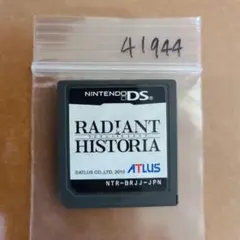 41944
NINTENDO DS
RADIANT
HISTORIA
©ATLUS CO.,LTD. 2010 ATLUS
NTR-BRJJ-JPN